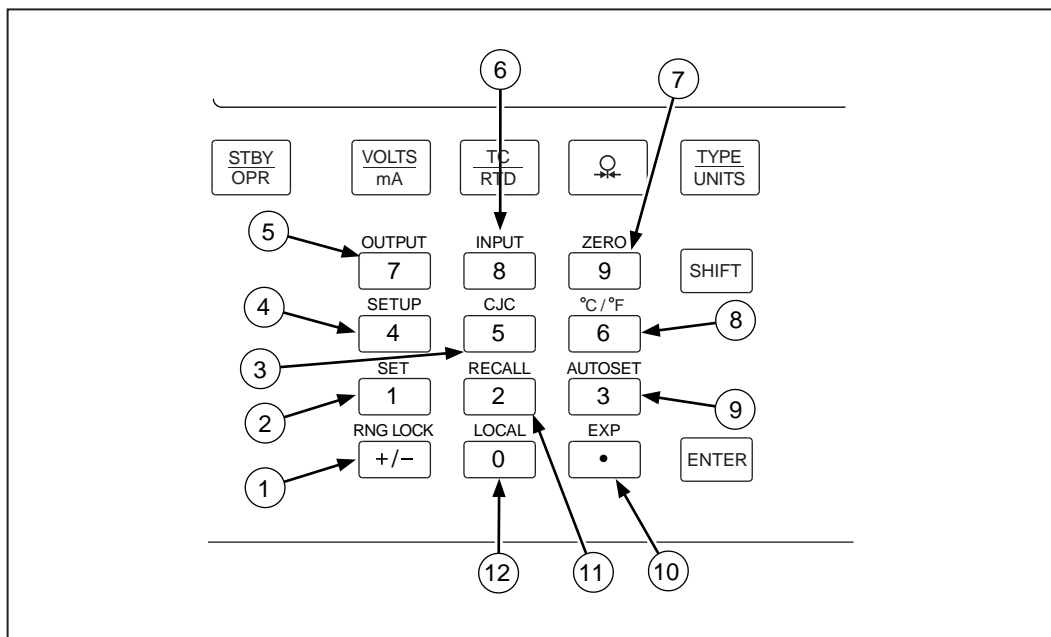 6
7
STBY
OPR
VOLTS
mA
TC
RTD
TYPE
UNITS
5
OUTPUT
INPUT
ZERO
7
8
9
SHIFT
4
SETUP
CJC
°C / °F
8
4
5
6
3
SET
RECALL
AUTOSET
2
1
2
3
9
RNG LOCK
LOCAL
EXP
1
+/−
0
•
ENTER
12
11
10